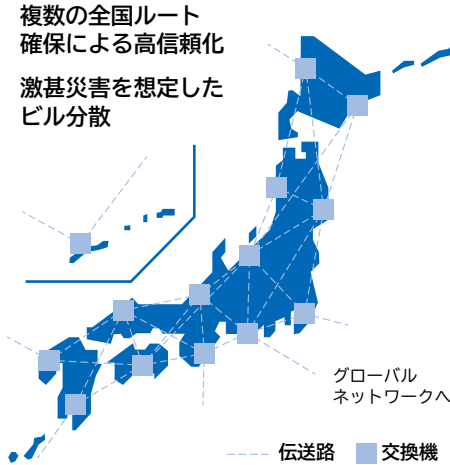 複数の全国ルート
確保による高信頼化
激甚災害を想定した
ビル分散
グローバル
ネットワークへ
伝送路
交換機